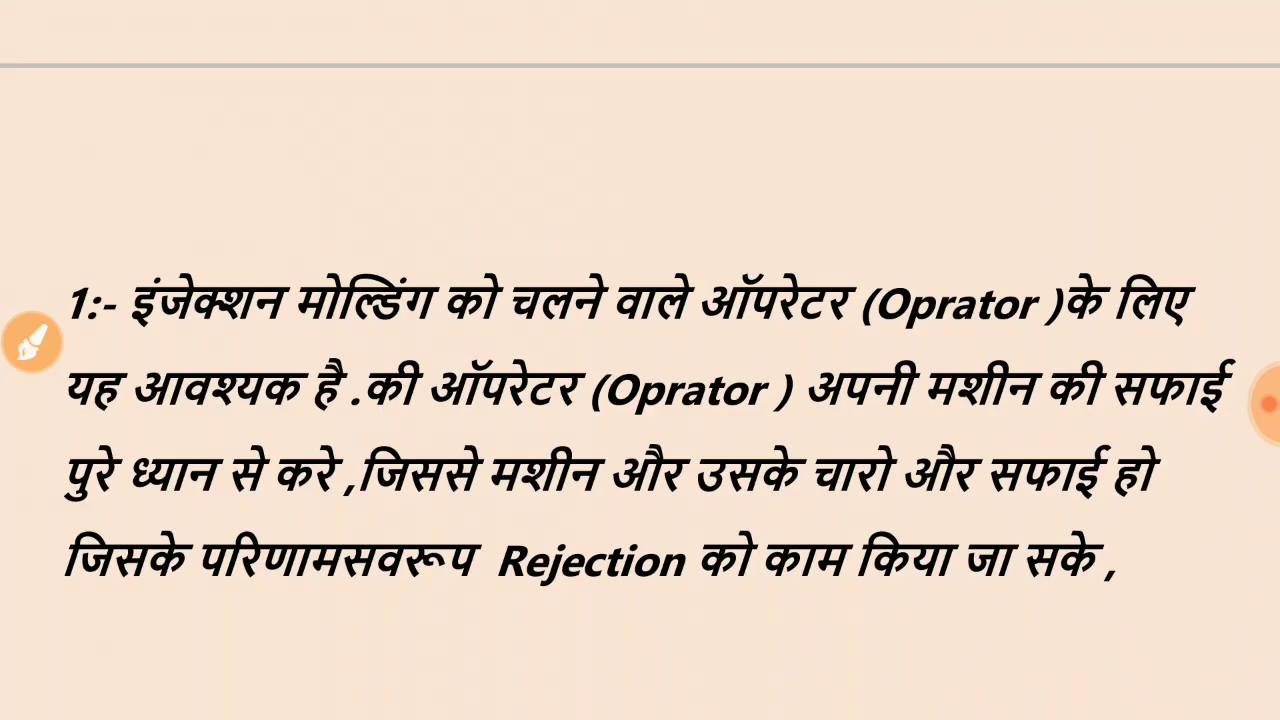 1:- इंजेक्शन मोल्डिंग को चलने वाले ऑपरेटर (Oprator )के लिए
यह आवश्यक है .की ऑपरेटर (Oprator ) अपनी मशीन की सफाई
पुरे ध्यान से करे ,जिससे मशीन और उसके चारो और सफाई हो
जिसके परिणामसवरूप  Rejection को काम किया जा सके ,